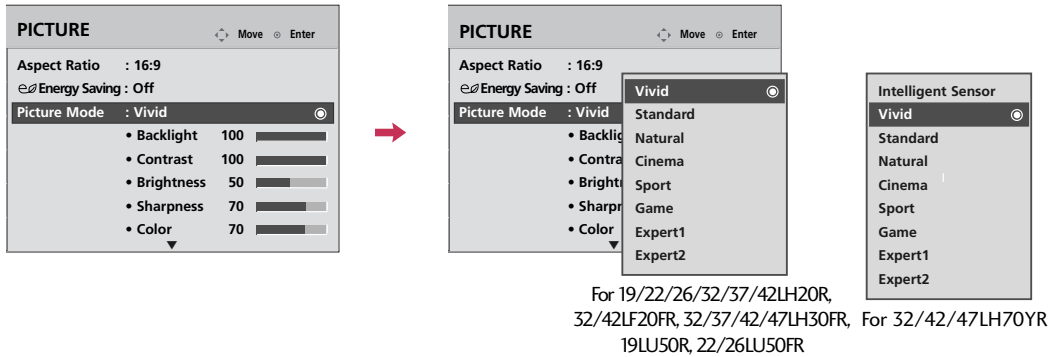 PICTURE
Move Enter
Aspect Ratio : 16:9
Energy Saving : Off
Picture Mode : Vivid
• Backlight 100
• Contrast 100
• Brightness 50
• Sharpness 70
• Color 70
PICTURE
Move Enter
Aspect Ratio : 16:9
Energy Saving : Off
Picture Mode : Vivid
• Backlig
• Contra
• Bright
• Sharp
• Color
Vivid
Standard
Natural
Cinema
Sport
Game
Expert1
Expert2
For 19/22/26/32/37/42LH20R,
32/42LF20FR, 32/37/42/47LH30FR,
19LU50R, 22/26LU50FR
Intelligent Sensor
Vivid
Standard
Natural
Cinema
Sport
Game
Expert1
Expert2
For 32/42/47LH70YR